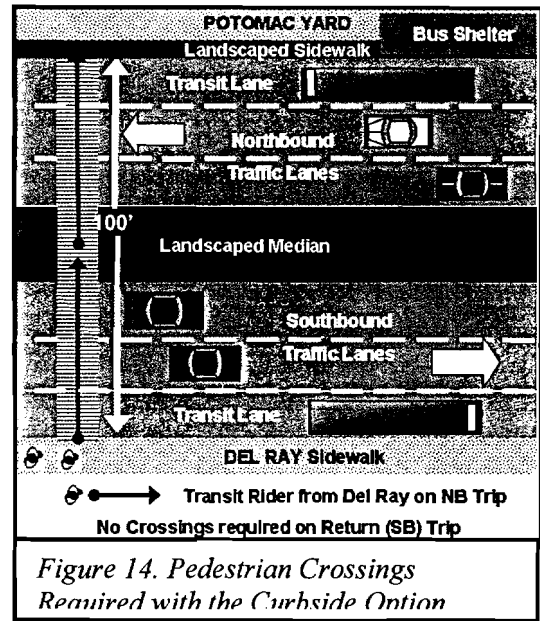 POTOMAC YARD
Bus Shelter
Landscaped Sidewalk
Transit Lane
Northbound
Traffic Lanes
100'
Landscaped Median
Southbound
Traffic Lanes
Transit Lane
DEL RAY Sidewalk
Transit Rider from Del Ray on NB Trip
No Crossings required on Return (SB) Trip
Figure 14. Pedestrian Crossings
Required with the Curbside Option